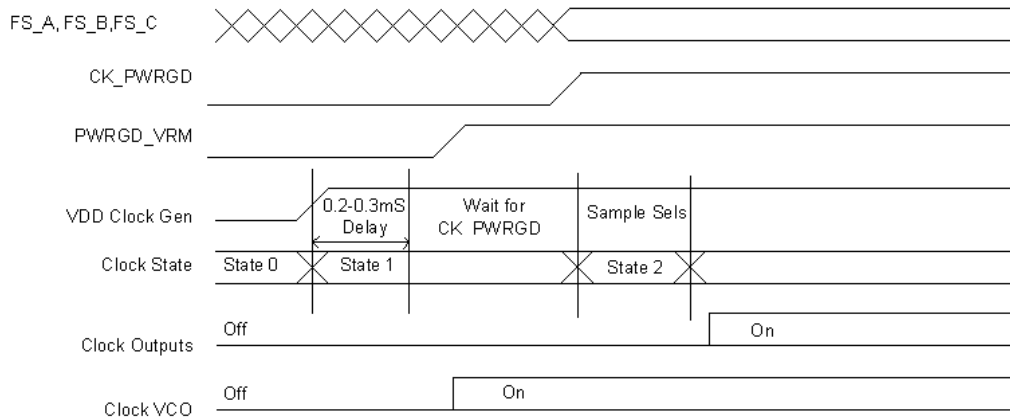 FS_A, FS_B,FS_C
CK_PWRGD
PWRGD_VRM
VDD Clock Gen
0.2-0.3mS
Delay
Wait for
CK PWRGD
Sample Sels
Clock State
State 0
State 1
State 2
Clock Outputs
Off
On
Clock VCO
Off
On